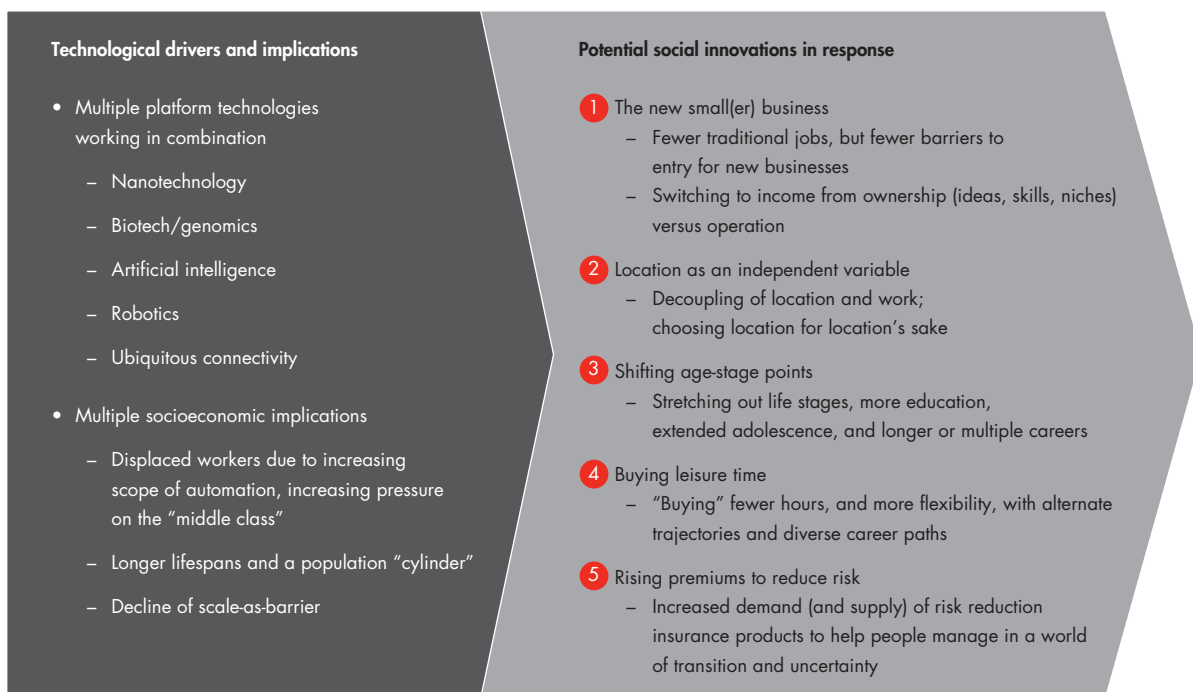 Technological drivers and implications
• Multiple platform technologies
working in combination
– Nanotechnology
– Biotech/genomics
– Artificial intelligence
– Robotics
– Ubiquitous connectivity
• Multiple socioeconomic implications
– Displaced workers due to increasing
scope of automation, increasing pressure
on the “middle class”
– Longer lifespans and a population “cylinder”
– Decline of scale-as-barrier
Potential social innovations in response
1 The new small(er) business
– Fewer traditional jobs, but fewer barriers to
entry for new businesses
– Switching to income from ownership (ideas, skills, niches)
versus operation
2 Location as an independent variable
– Decoupling of location and work;
choosing location for location’s sake
3 Shifting age-stage points
– Stretching out life stages, more education,
extended adolescence, and longer or multiple careers
4 Buying leisure time
– “Buying” fewer hours, and more flexibility, with alternate
trajectories and diverse career paths
5 Rising premiums to reduce risk
– Increased demand (and supply) of risk reduction
insurance products to help people manage in a world
of transition and uncertainty